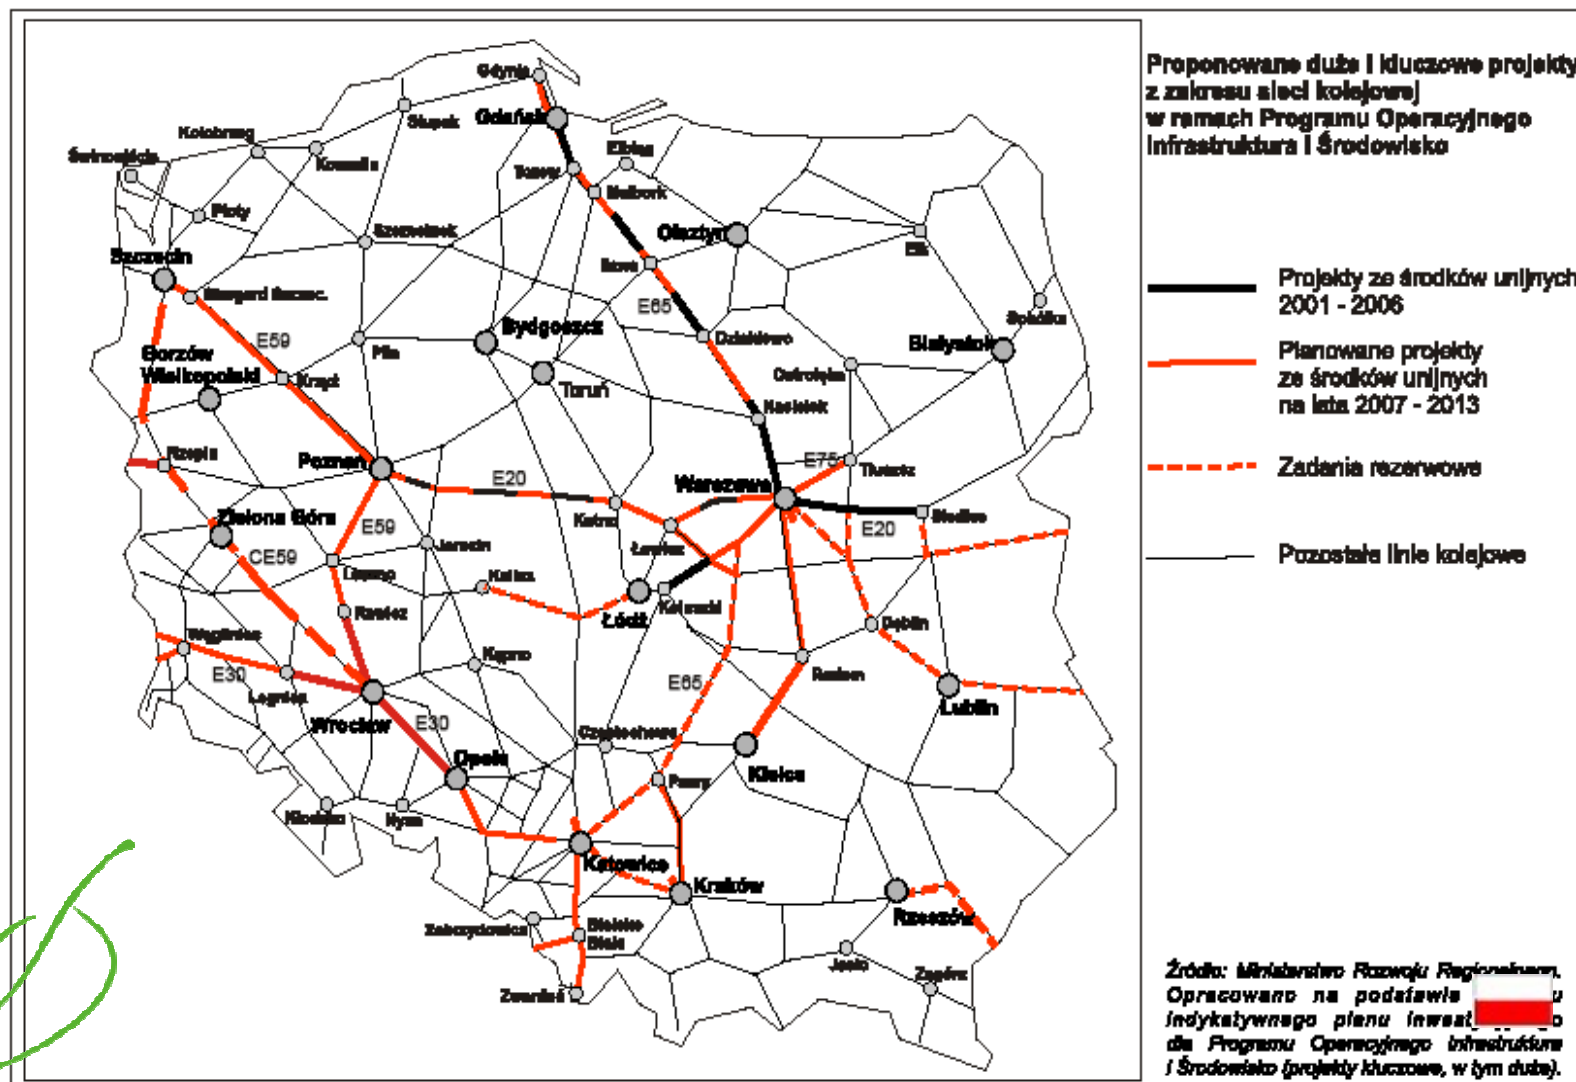 Proponowane duże i kluczowe projekty
z zakresu sieci kolejowej
w ramach Programu Operacyjnego
Infrastruktura i Środowisko
Projekty ze środków unijnych
2001 - 2006
Planowane projekty
ze środków unijnych
na lata 2007 - 2013
Zadania rezerwowe
Pozostałe linie kolejowe
Źródło: Ministerstwo Rozwoju Regionalnego.
Opracowano na podstawie
indykatywnego planu
dla Programu Operacyjnego Infrastruktura
i Środowisko (projekty kluczowe, w tym duże).
Gdynia
Gdańsk
Słupsk
Kołobrzeg
Koszalin
Świnoujście
Płoty
Elbląg
Tczew
Malbork
Szczecinek
Olsztyn
Ełk
Szczecin
Stargard Szczec.
Iława
E65
Sokółka
E59
Bydgoszcz
Działdowo
Białystok
Piła
Gorzów
Wielkopolski
Krzyż
Toruń
Ostrołęka
Nasielsk
Rzepin
Poznań
E20
E75
Tłuszcz
Warszawa
Zielona Góra
E59
Kutno
Siedlce
E20
CE59
Jarocin
Łowicz
Leszno
Kalisz
Łódź
Koluszki
Rawicz
Dęblin
Węgliniec
Kępno
E30
Legnica
E65
Radom
Lublin
Wrocław
E30
Częstochowa
Opole
Kielce
Psary
Kłodzko
Nysa
Katowice
Kraków
Rzeszów
Zebrzydowice
Bielsko
Biała
Jasło
Zagórz
Zwardoń